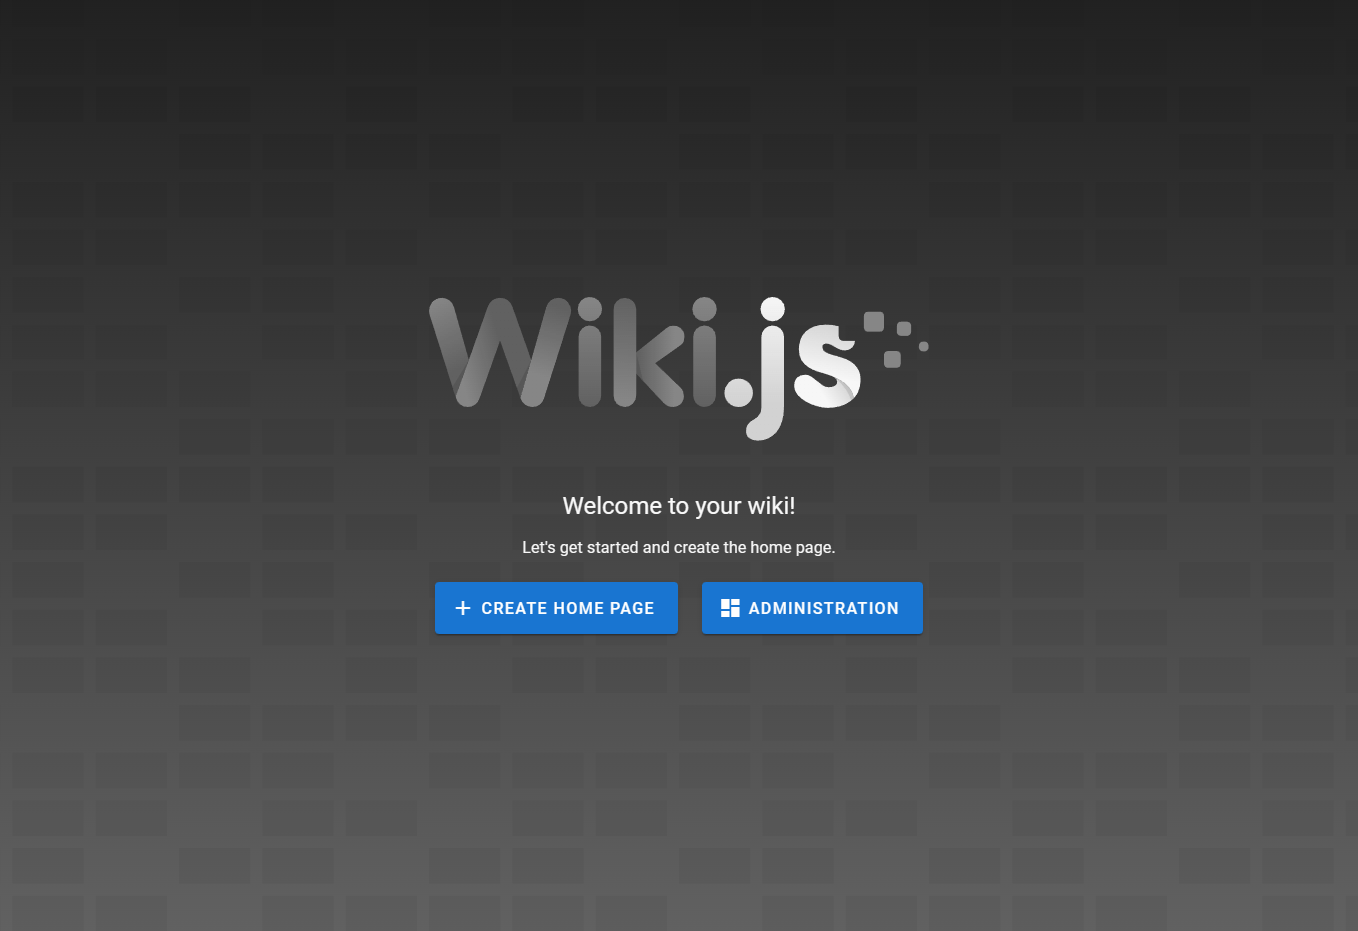 Wiki.js
Welcome to your wiki!
Let's get started and create the home page.
CREATE HOME PAGE
ADMINISTRATION